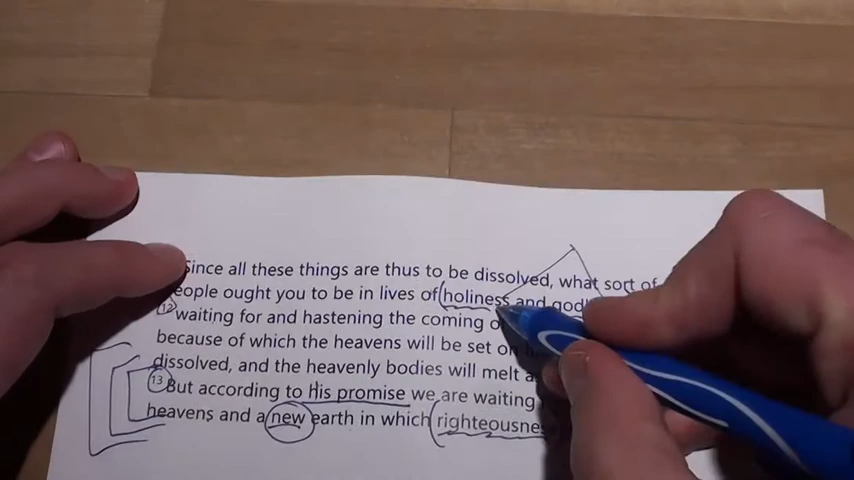 Since all these things are thus to be dissolved, what sort of
people ought you to be in lives of holiness and
12 waiting for and hastening the coming
because of which the heavens will be set on
dissolved, and the heavenly bodies will melt
13 But according to His promise we are waiting
heavens and a new earth in which